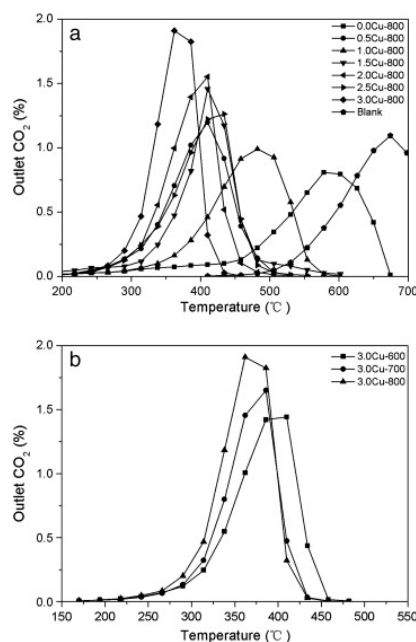 a
0.0Cu-800
0.5Cu-800
1.0Cu-800
1.5Cu-800
2.0Cu-800
2.5Cu-800
3.0Cu-800
Blank
2.0
1.5
1.0
0.5
0.0
Outlet CO₂ (%)
200 300 400 500 600 700
Temperature (℃)
b
3.0Cu-600
3.0Cu-700
3.0Cu-800
2.0
1.5
1.0
0.5
0.0
Outlet CO₂ (%)
150 200 250 300 350 400 450 500
Temperature (℃)